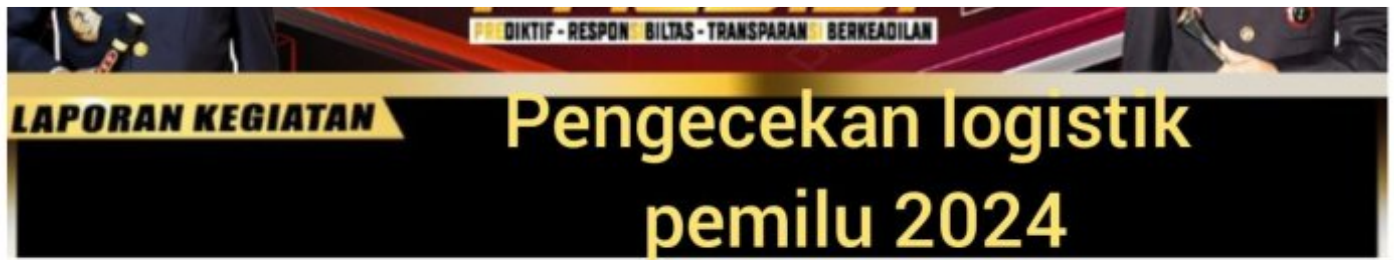 PREDIKTIF - RESPONSIBILTAS - TRANSPARANSI BERKEADILAN
LAPORAN KEGIATAN
Pengecekan logistik
pemilu 2024